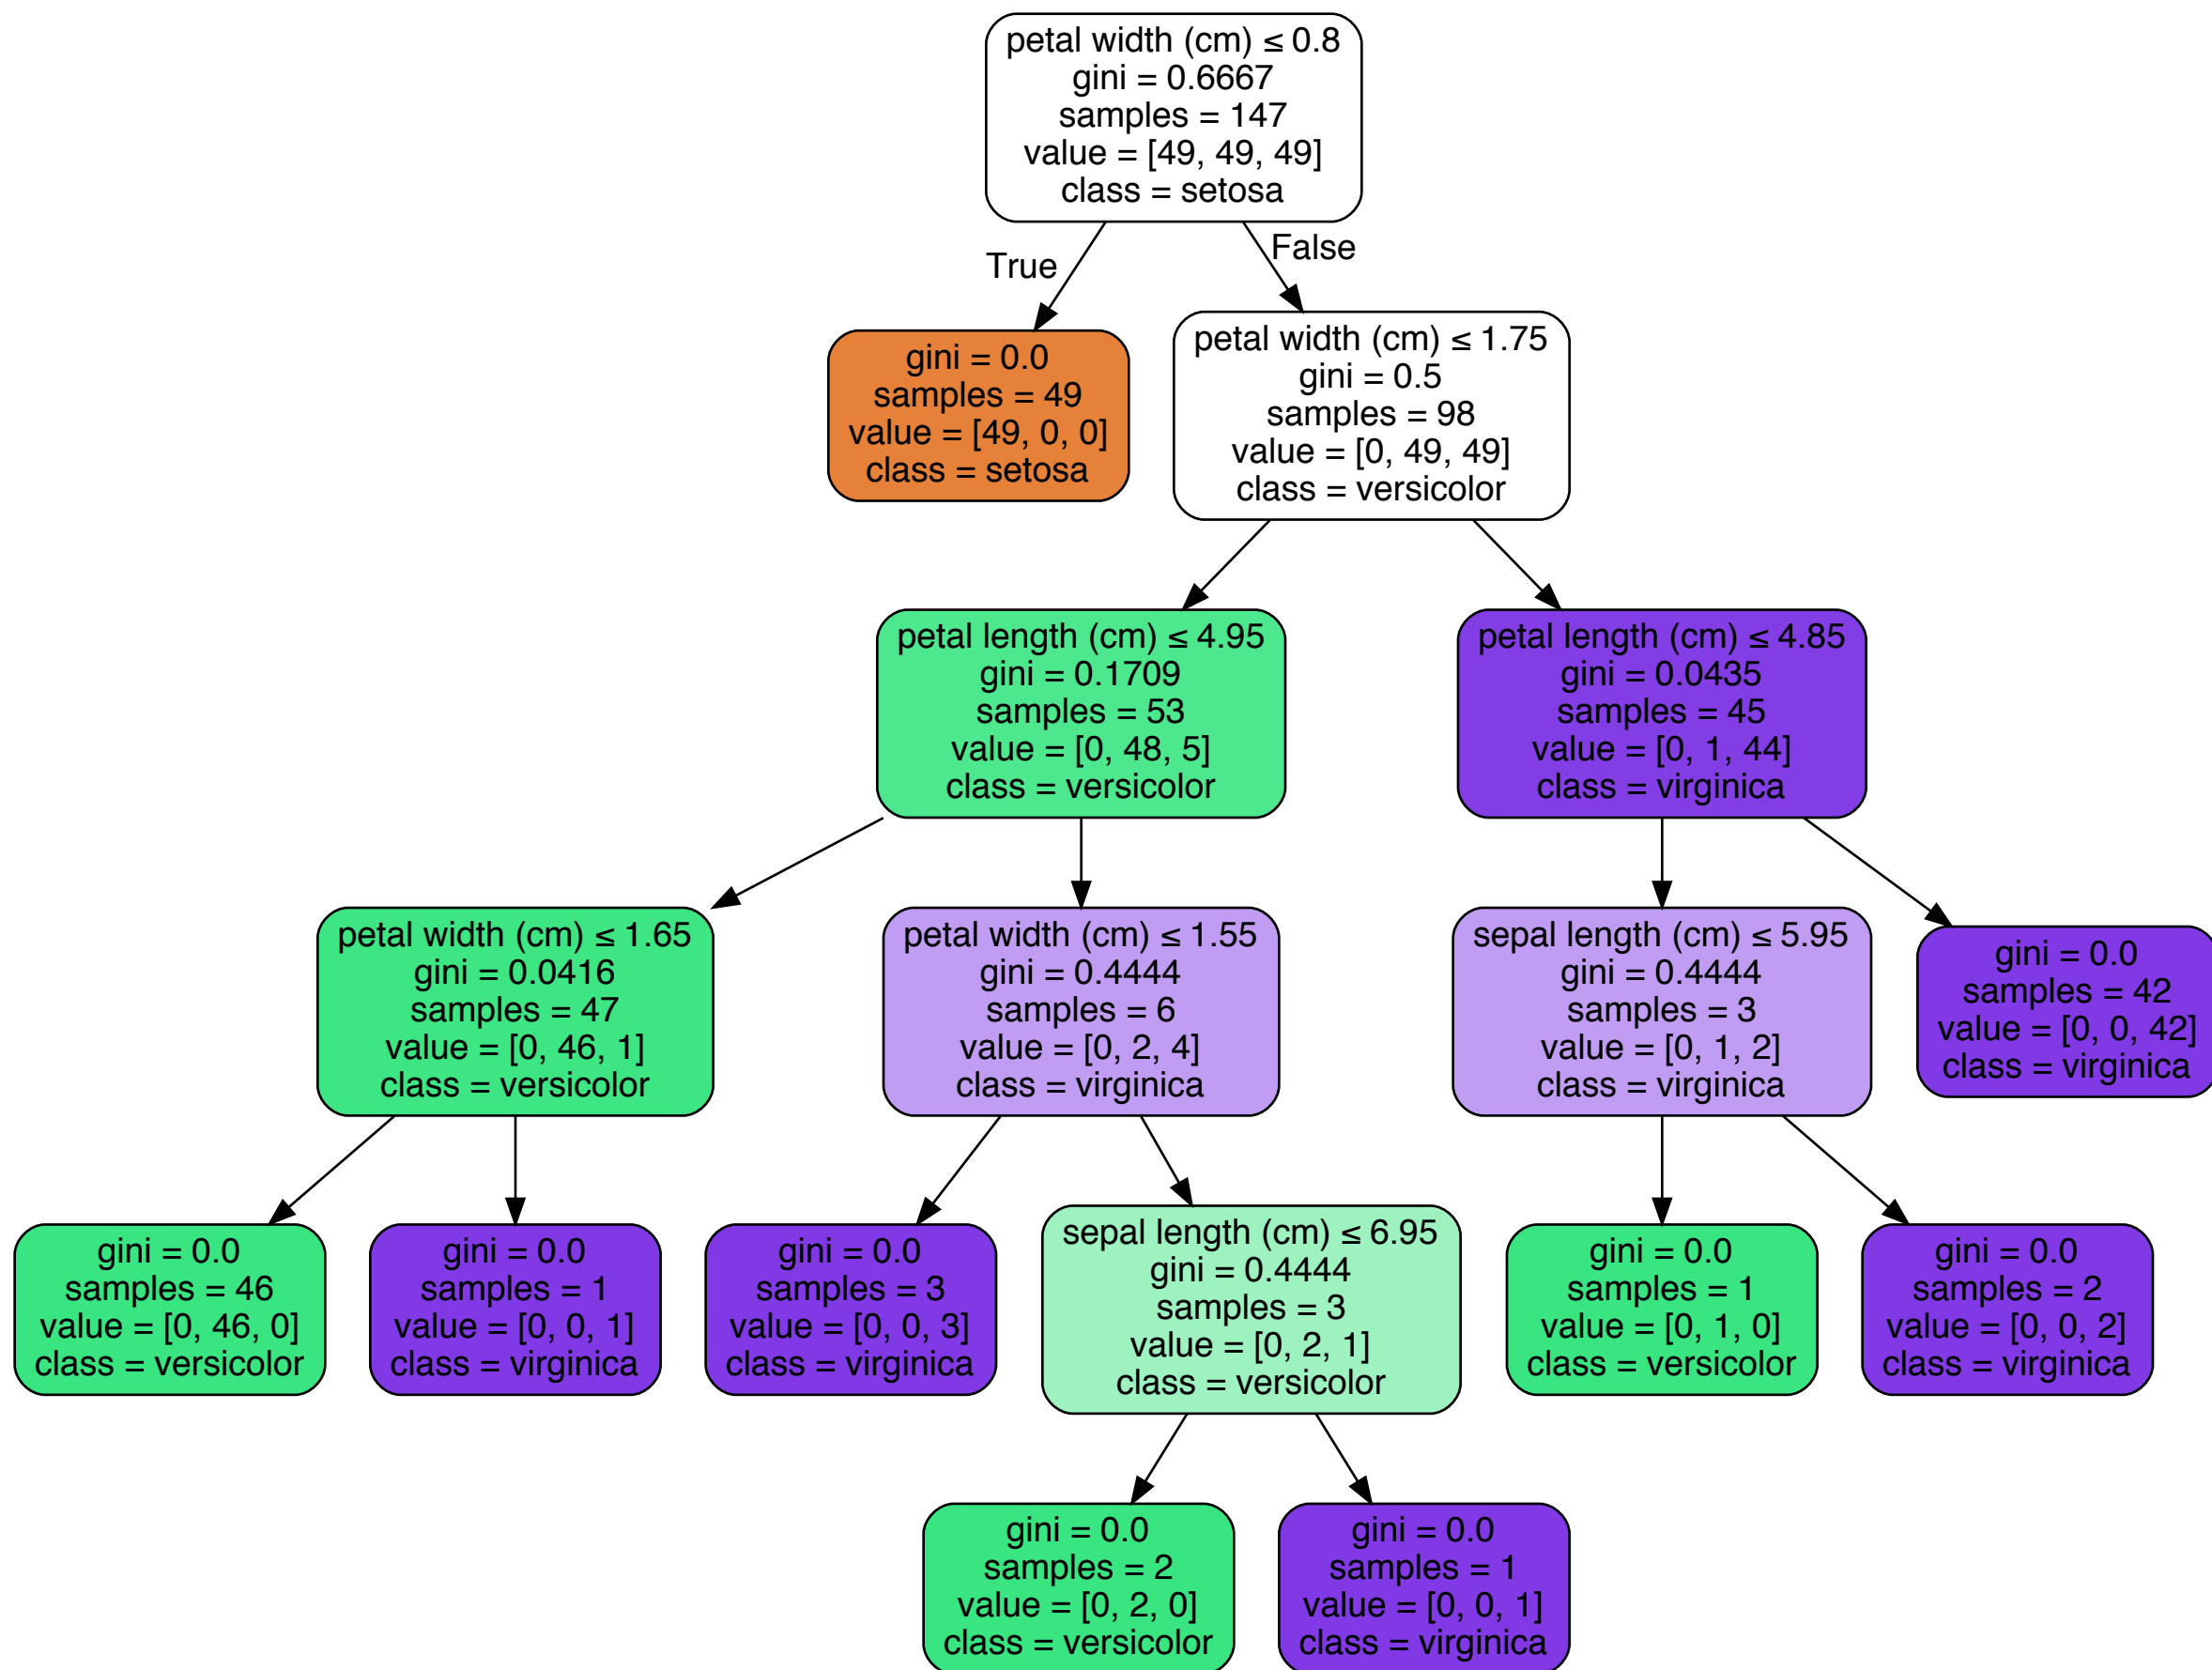 petal width (cm) ≤ 0.8
gini = 0.6667
samples = 147
value = [49, 49, 49]
class = setosa
True
False
gini = 0.0
samples = 49
value = [49, 0, 0]
class = setosa
petal width (cm) ≤ 1.75
gini = 0.5
samples = 98
value = [0, 49, 49]
class = versicolor
petal length (cm) ≤ 4.95
gini = 0.1709
samples = 53
value = [0, 48, 5]
class = versicolor
petal length (cm) ≤ 4.85
gini = 0.0435
samples = 45
value = [0, 1, 44]
class = virginica
petal width (cm) ≤ 1.65
gini = 0.0416
samples = 47
value = [0, 46, 1]
class = versicolor
petal width (cm) ≤ 1.55
gini = 0.4444
samples = 6
value = [0, 2, 4]
class = virginica
sepal length (cm) ≤ 5.95
gini = 0.4444
samples = 3
value = [0, 1, 2]
class = virginica
gini = 0.0
samples = 42
value = [0, 0, 42]
class = virginica
gini = 0.0
samples = 46
value = [0, 46, 0]
class = versicolor
gini = 0.0
samples = 1
value = [0, 0, 1]
class = virginica
gini = 0.0
samples = 3
value = [0, 0, 3]
class = virginica
sepal length (cm) ≤ 6.95
gini = 0.4444
samples = 3
value = [0, 2, 1]
class = versicolor
gini = 0.0
samples = 1
value = [0, 1, 0]
class = versicolor
gini = 0.0
samples = 2
value = [0, 0, 2]
class = virginica
gini = 0.0
samples = 2
value = [0, 2, 0]
class = versicolor
gini = 0.0
samples = 1
value = [0, 0, 1]
class = virginica